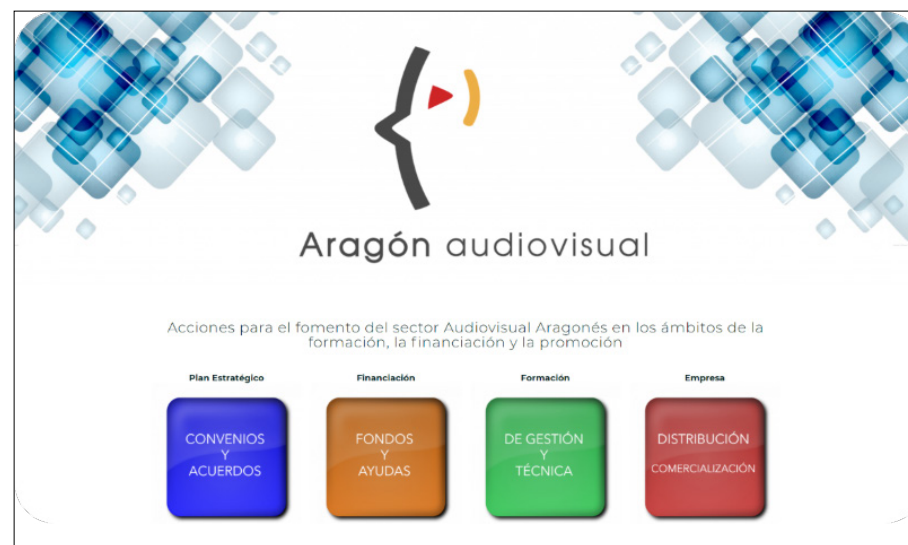 Aragón audiovisual
Acciones para el fomento del sector Audiovisual Aragonés en los ámbitos de la
formación, la financiación y la promoción
Plan Estratégico
Financiación
Formación
Empresa
CONVENIOS
Y
ACUERDOS
FONDOS
Y
AYUDAS
DE GESTIÓN
Y
TÉCNICA
DISTRIBUCIÓN
COMERCIALIZACIÓN